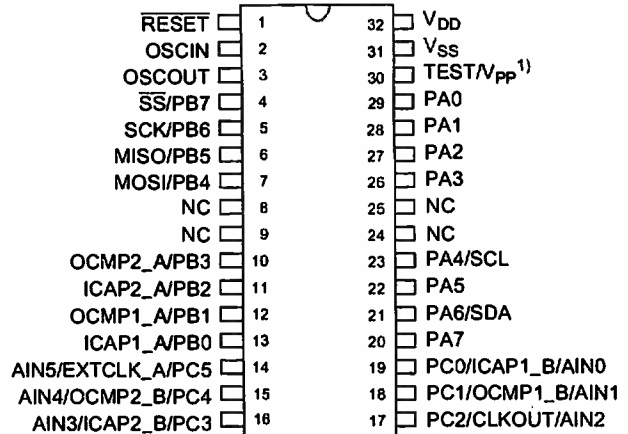 RESET 1 32 VDD
OSCIN 2 31 VSS
OSCOUT 3 30 TEST/VPP1)
SS/PB7 4 29 PA0
SCK/PB6 5 28 PA1
MISO/PB5 6 27 PA2
MOSI/PB4 7 26 PA3
NC 8 25 NC
NC 9 24 NC
OCMP2_A/PB3 10 23 PA4/SCL
ICAP2_A/PB2 11 22 PA5
OCMP1_A/PB1 12 21 PA6/SDA
ICAP1_A/PB0 13 20 PA7
AIN5/EXTCLK_A/PC5 14 19 PC0/ICAP1_B/AIN0
AIN4/OCMP2_B/PC4 15 18 PC1/OCMP1_B/AIN1
AIN3/ICAP2_B/PC3 16 17 PC2/CLKOUT/AIN2